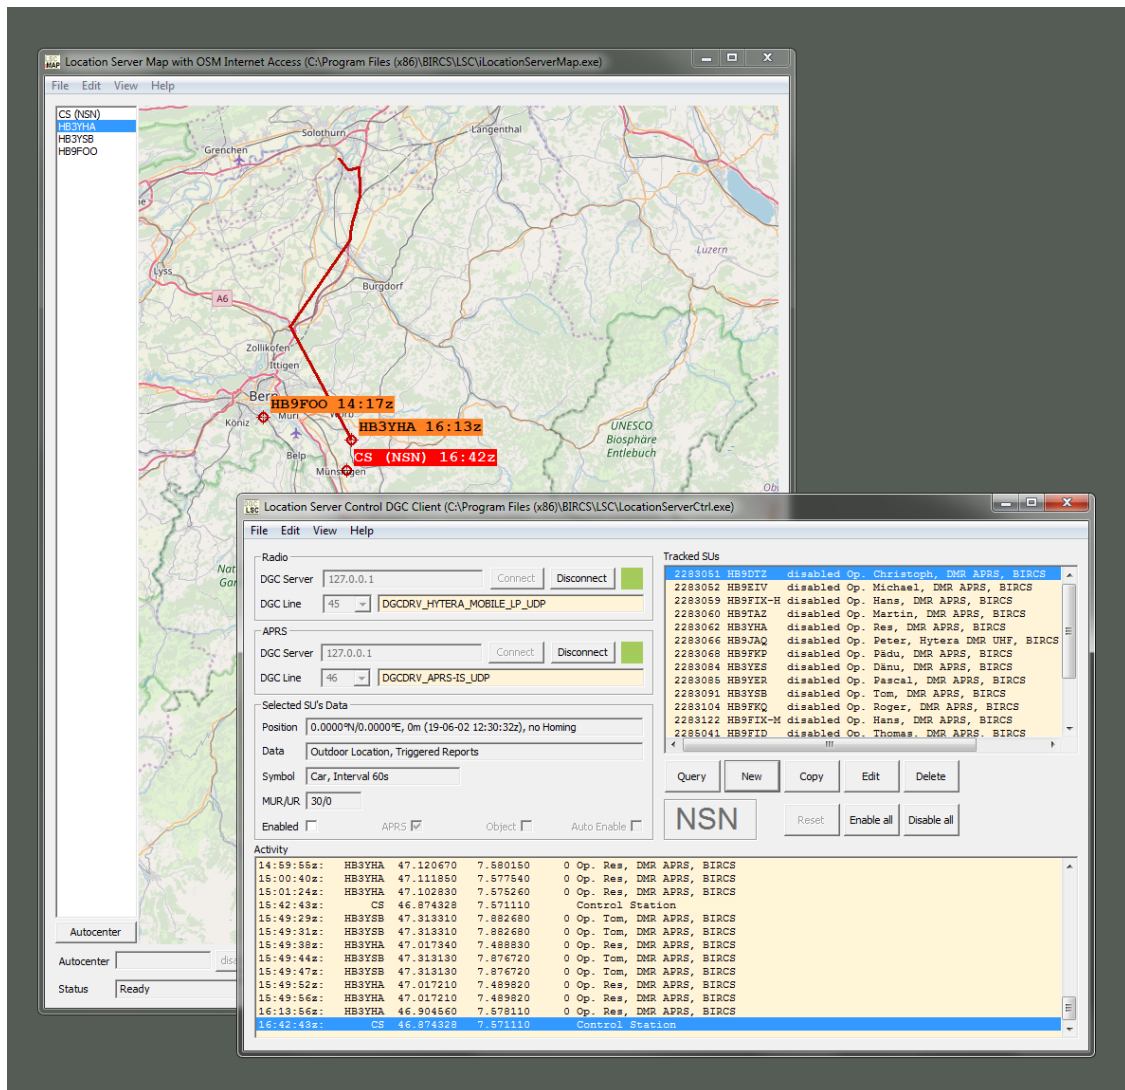 Location Server Map with OSM Internet Access (C:\Program Files (x86)\BIRCS\LSC\iLocationServerMap.exe)
File Edit View Help
CS (NSN)
HB3YHA
HB3YSB
HB9FOO
Solothurn
Langenthal
Grenchen
Luzern
Lyss
Burgdorf
A6
Zollikofen
Ittigen
Bern
HB9FOO 14:17z
Köniz
Muri
Worb
HB3YHA 16:13z
UNESCO
Biosphäre
Entlebuch
Belp
CS (NSN) 16:42z
Münsingen
Autocenter
Autocenter
Status Ready
LSC Location Server Control DGC Client (C:\Program Files (x86)\BIRCS\LSC\LocationServerCtrl.exe)
File Edit View Help
Radio
DGC Server 127.0.0.1 Connect Disconnect
DGC Line 45 DGCDRV_HYTERA_MOBILE_LP_UDP
APRS
DGC Server 127.0.0.1 Connect Disconnect
DGC Line 46 DGCDRV_APRS-IS_UDP
Selected SU's Data
Position 0.0000°N/0.0000°E, 0m (19-06-02 12:30:32z), no Homing
Data Outdoor Location, Triggered Reports
Symbol Car, Interval 60s
MUR/UR 30/0
Enabled APRS Object Auto Enable
Tracked SUs
2283051 HB9DTZ disabled Op. Christoph, DMR APRS, BIRCS
2283052 HB9EIV disabled Op. Michael, DMR APRS, BIRCS
2283059 HB9FIX-H disabled Op. Hans, DMR APRS, BIRCS
2283060 HB9TAZ disabled Op. Martin, DMR APRS, BIRCS
2283062 HB3YHA disabled Op. Res, DMR APRS, BIRCS
2283066 HB9JAQ disabled Op. Peter, Hytera DMR UHF, BIRCS
2283068 HB9FKP disabled Op. Pädu, DMR APRS, BIRCS
2283084 HB3YES disabled Op. Dänu, DMR APRS, BIRCS
2283085 HB9YER disabled Op. Pascal, DMR APRS, BIRCS
2283091 HB3YSB disabled Op. Tom, DMR APRS, BIRCS
2283104 HB9FKQ disabled Op. Roger, DMR APRS, BIRCS
2283122 HB9FIX-M disabled Op. Hans, DMR APRS, BIRCS
2285041 HB9FID disabled Op. Thomas, DMR APRS, BIRCS
Query New Copy Edit Delete
NSN Reset Enable all Disable all
Activity
14:59:55z: HB3YHA 47.120670 7.580150 0 Op. Res, DMR APRS, BIRCS
15:00:40z: HB3YHA 47.111850 7.577540 0 Op. Res, DMR APRS, BIRCS
15:01:24z: HB3YHA 47.102830 7.575260 0 Op. Res, DMR APRS, BIRCS
15:42:43z: CS 46.874328 7.571110 Control Station
15:49:29z: HB3YSB 47.313310 7.882680 0 Op. Tom, DMR APRS, BIRCS
15:49:31z: HB3YSB 47.313310 7.882680 0 Op. Tom, DMR APRS, BIRCS
15:49:38z: HB3YHA 47.017340 7.488830 0 Op. Res, DMR APRS, BIRCS
15:49:44z: HB3YSB 47.313130 7.876720 0 Op. Tom, DMR APRS, BIRCS
15:49:47z: HB3YSB 47.313130 7.876720 0 Op. Tom, DMR APRS, BIRCS
15:49:52z: HB3YHA 47.017210 7.489820 0 Op. Res, DMR APRS, BIRCS
15:49:56z: HB3YHA 47.017210 7.489820 0 Op. Res, DMR APRS, BIRCS
16:13:56z: HB3YHA 46.904560 7.578110 0 Op. Res, DMR APRS, BIRCS
16:42:43z: CS 46.874328 7.571110 Control Station